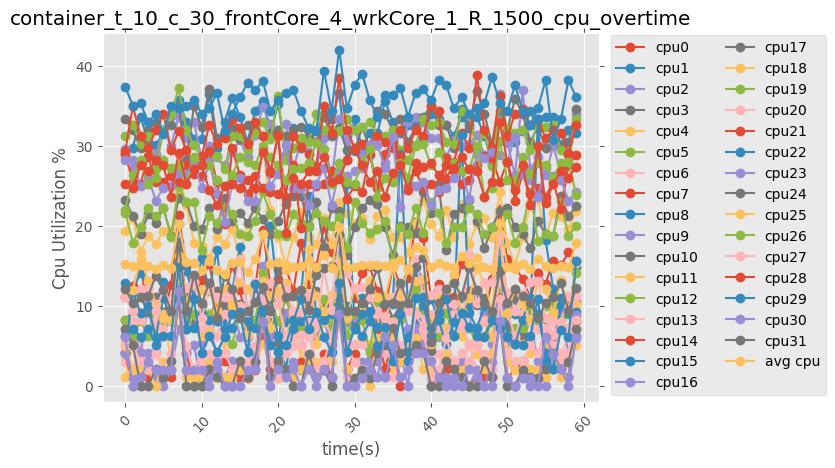 container_t_10_c_30_frontCore_4_wrkCore_1_R_1500_cpu_overtime
Cpu Utilization %
40
30
20
10
0
0 10 20 30 40 50 60
time(s)
cpu0 cpu17
cpu1 cpu18
cpu2 cpu19
cpu3 cpu20
cpu4 cpu21
cpu5 cpu22
cpu6 cpu23
cpu7 cpu24
cpu8 cpu25
cpu9 cpu26
cpu10 cpu27
cpu11 cpu28
cpu12 cpu29
cpu13 cpu30
cpu14 cpu31
cpu15 avg cpu
cpu16